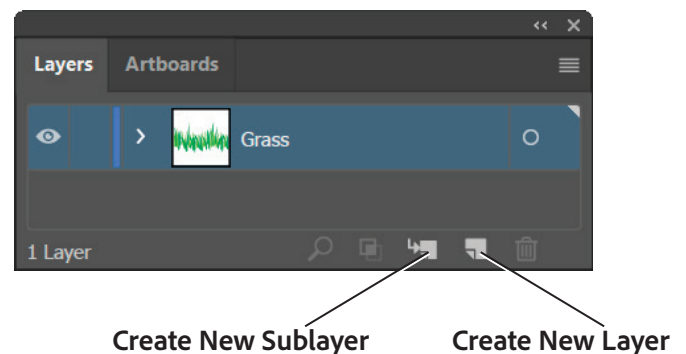 Layers Artboards
Grass
1 Layer
Create New Sublayer Create New Layer